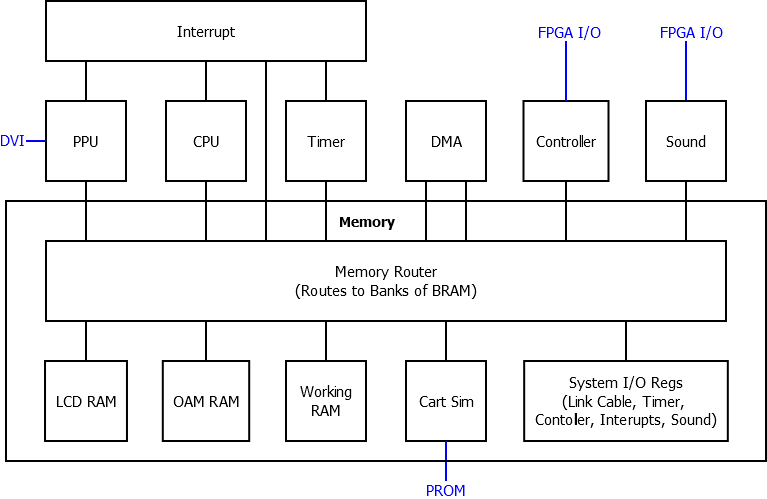 Interrupt
FPGA I/O
FPGA I/O
DVI
PPU
CPU
Timer
DMA
Controller
Sound
Memory
Memory Router
(Routes to Banks of BRAM)
LCD RAM
OAM RAM
Working
RAM
Cart Sim
System I/O Regs
(Link Cable, Timer,
Contoler, Interupts, Sound)
PROM